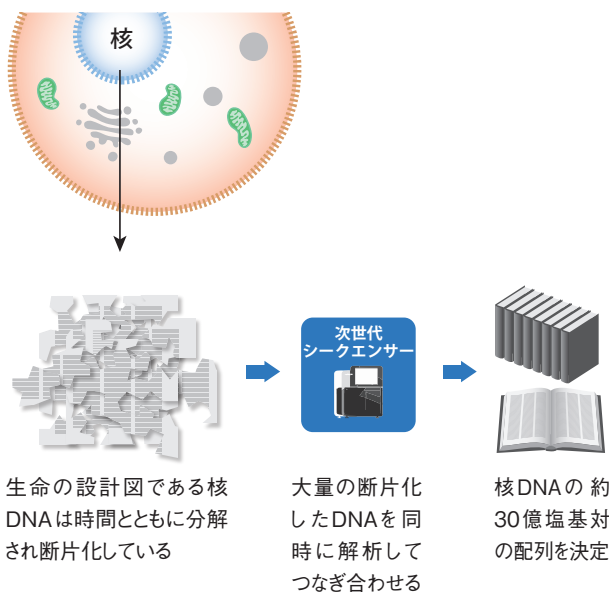 核
次世代
シークエンサー
生命の設計図である核
DNAは時間とともに分解
され断片化している
大量の断片化
したDNAを同
時に解析して
つなぎ合わせる
核DNAの約
30億塩基対
の配列を決定